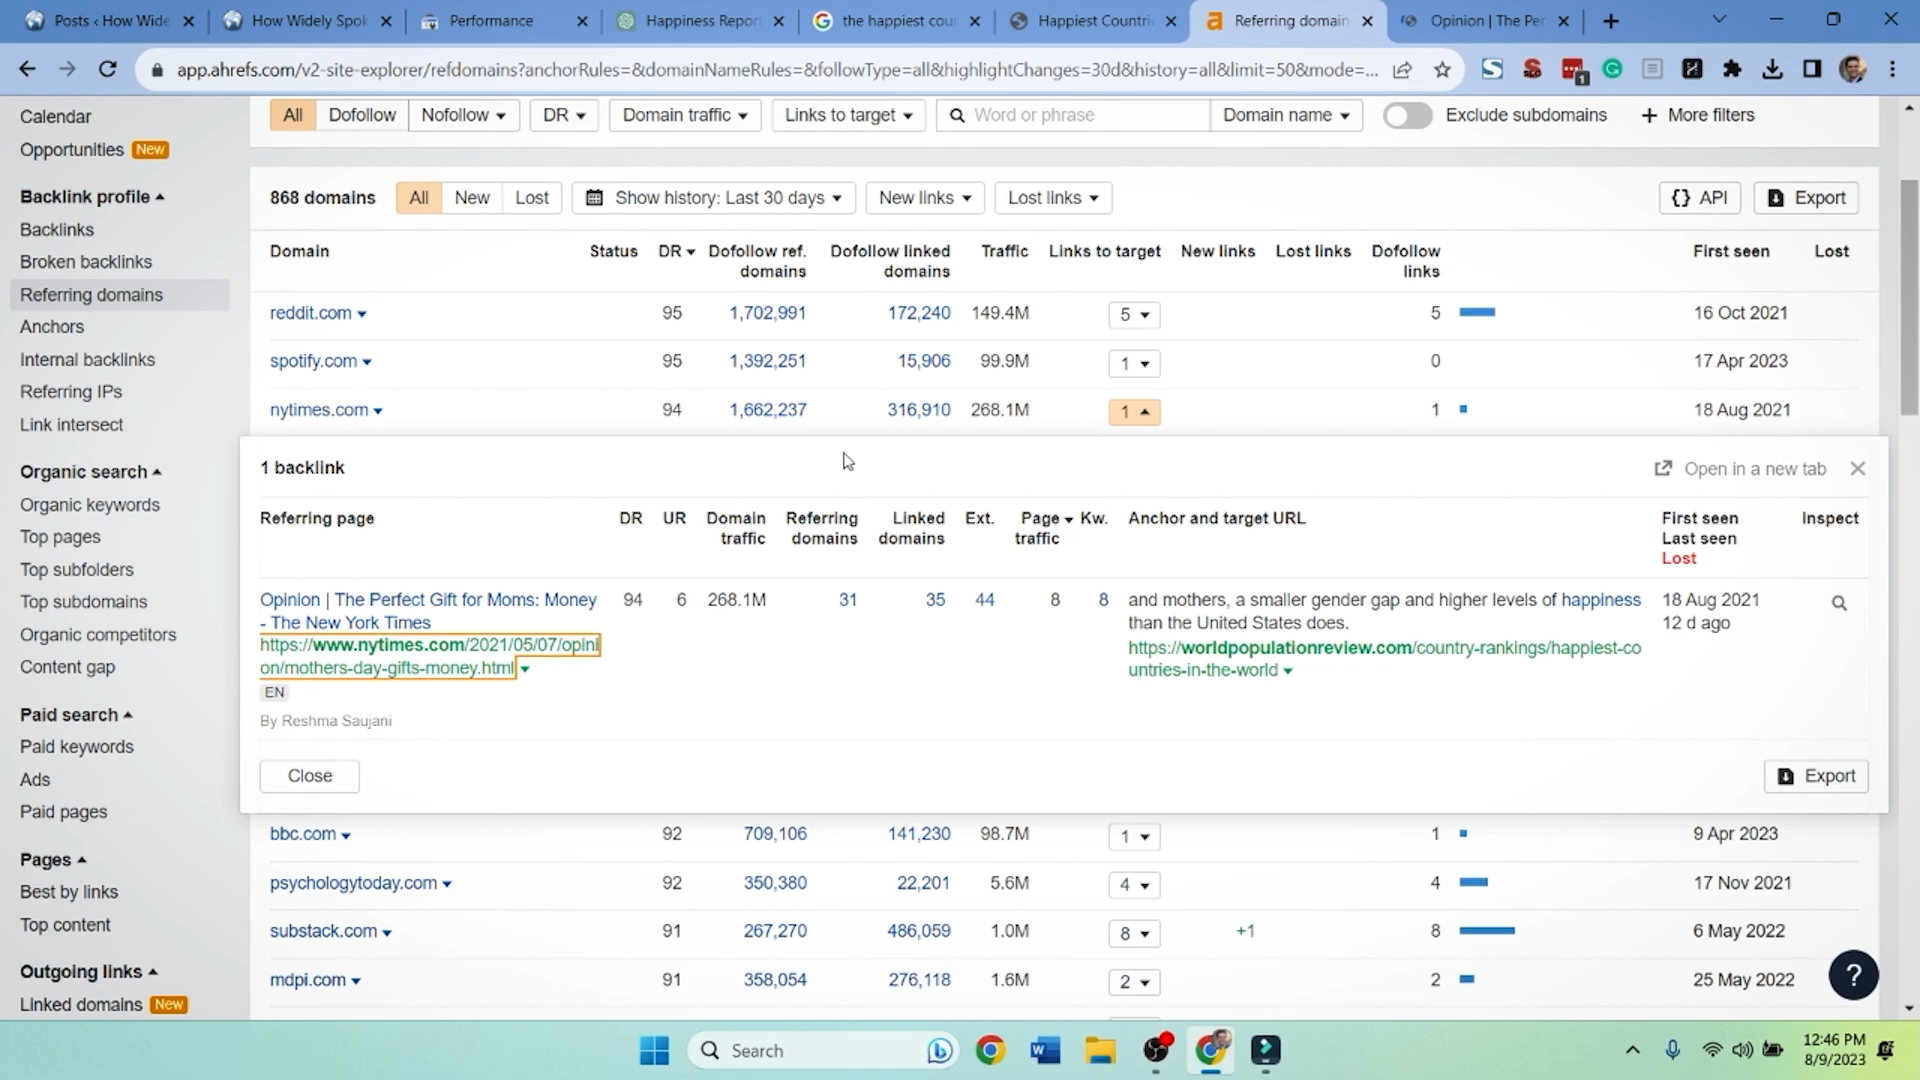 Posts ‹ How Wide
How Widely Spok
Performance
Happiness Repor
the happiest cou
Happiest Countri
Referring domain
Opinion | The Per
app.ahrefs.com/v2-site-explorer/refdomains?anchorRules=&domainNameRules=&followType=all&highlightChanges=30d&history=all&limit=50&mode=...
1
Calendar
Opportunities New
Backlink profile
Backlinks
Broken backlinks
Referring domains
Anchors
Internal backlinks
Referring IPs
Link intersect
Organic search
Organic keywords
Top pages
Top subfolders
Top subdomains
Organic competitors
Content gap
Paid search
Paid keywords
Ads
Paid pages
Pages
Best by links
Top content
Outgoing links
Linked domains New
All Dofollow Nofollow DR Domain traffic Links to target Word or phrase Domain name Exclude subdomains + More filters
868 domains All New Lost Show history: Last 30 days New links Lost links {} API Export
Domain Status DR Dofollow ref. domains Dofollow linked domains Traffic Links to target New links Lost links Dofollow links First seen Lost
reddit.com 95 1,702,991 172,240 149.4M 5 5 16 Oct 2021
spotify.com 95 1,392,251 15,906 99.9M 1 0 17 Apr 2023
nytimes.com 94 1,662,237 316,910 268.1M 1 1 18 Aug 2021
1 backlink Open in a new tab
Referring page DR UR Domain traffic Referring domains Linked domains Ext. Page traffic Kw. Anchor and target URL First seen Last seen Lost Inspect
Opinion | The Perfect Gift for Moms: Money
- The New York Times
https://www.nytimes.com/2021/05/07/opini
on/mothers-day-gifts-money.html
EN
By Reshma Saujani
94 6 268.1M 31 35 44 8 8
and mothers, a smaller gender gap and higher levels of happiness
than the United States does.
https://worldpopulationreview.com/country-rankings/happiest-co
untries-in-the-world
18 Aug 2021
12 d ago
Close Export
bbc.com 92 709,106 141,230 98.7M 1 1 9 Apr 2023
psychologytoday.com 92 350,380 22,201 5.6M 4 4 17 Nov 2021
substack.com 91 267,270 486,059 1.0M 8 +1 8 6 May 2022
mdpi.com 91 358,054 276,118 1.6M 2 2 25 May 2022
?
Search
12:46 PM
8/9/2023